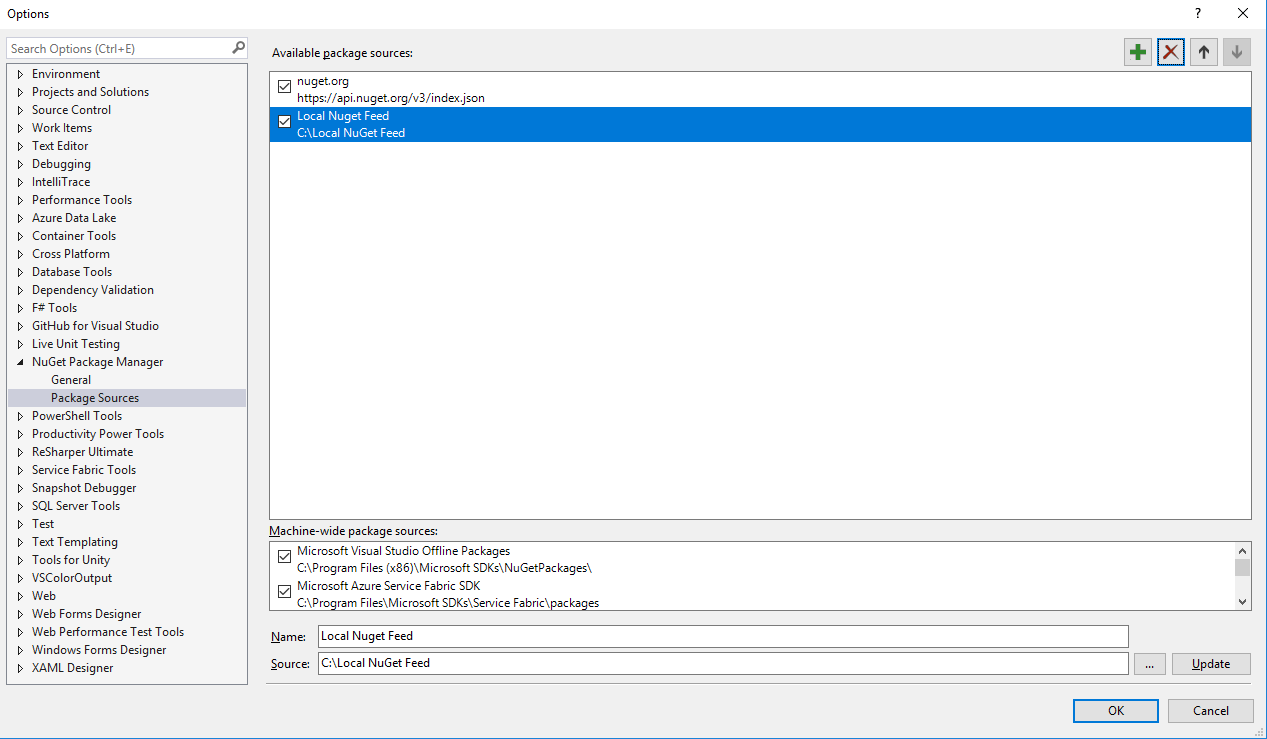 Options
?
Search Options (Ctrl+E)
Environment
Projects and Solutions
Source Control
Work Items
Text Editor
Debugging
IntelliTrace
Performance Tools
Azure Data Lake
Container Tools
Cross Platform
Database Tools
Dependency Validation
F# Tools
GitHub for Visual Studio
Live Unit Testing
NuGet Package Manager
General
Package Sources
PowerShell Tools
Productivity Power Tools
ReSharper Ultimate
Service Fabric Tools
Snapshot Debugger
SQL Server Tools
Test
Text Templating
Tools for Unity
VSColorOutput
Web
Web Forms Designer
Web Performance Test Tools
Windows Forms Designer
XAML Designer
Available package sources:
nuget.org
https://api.nuget.org/v3/index.json
Local Nuget Feed
C:\Local NuGet Feed
Machine-wide package sources:
Microsoft Visual Studio Offline Packages
C:\Program Files (x86)\Microsoft SDKs\NuGetPackages\
Microsoft Azure Service Fabric SDK
C:\Program Files\Microsoft SDKs\Service Fabric\packages
Name: Local Nuget Feed
Source: C:\Local NuGet Feed ... Update
OK Cancel